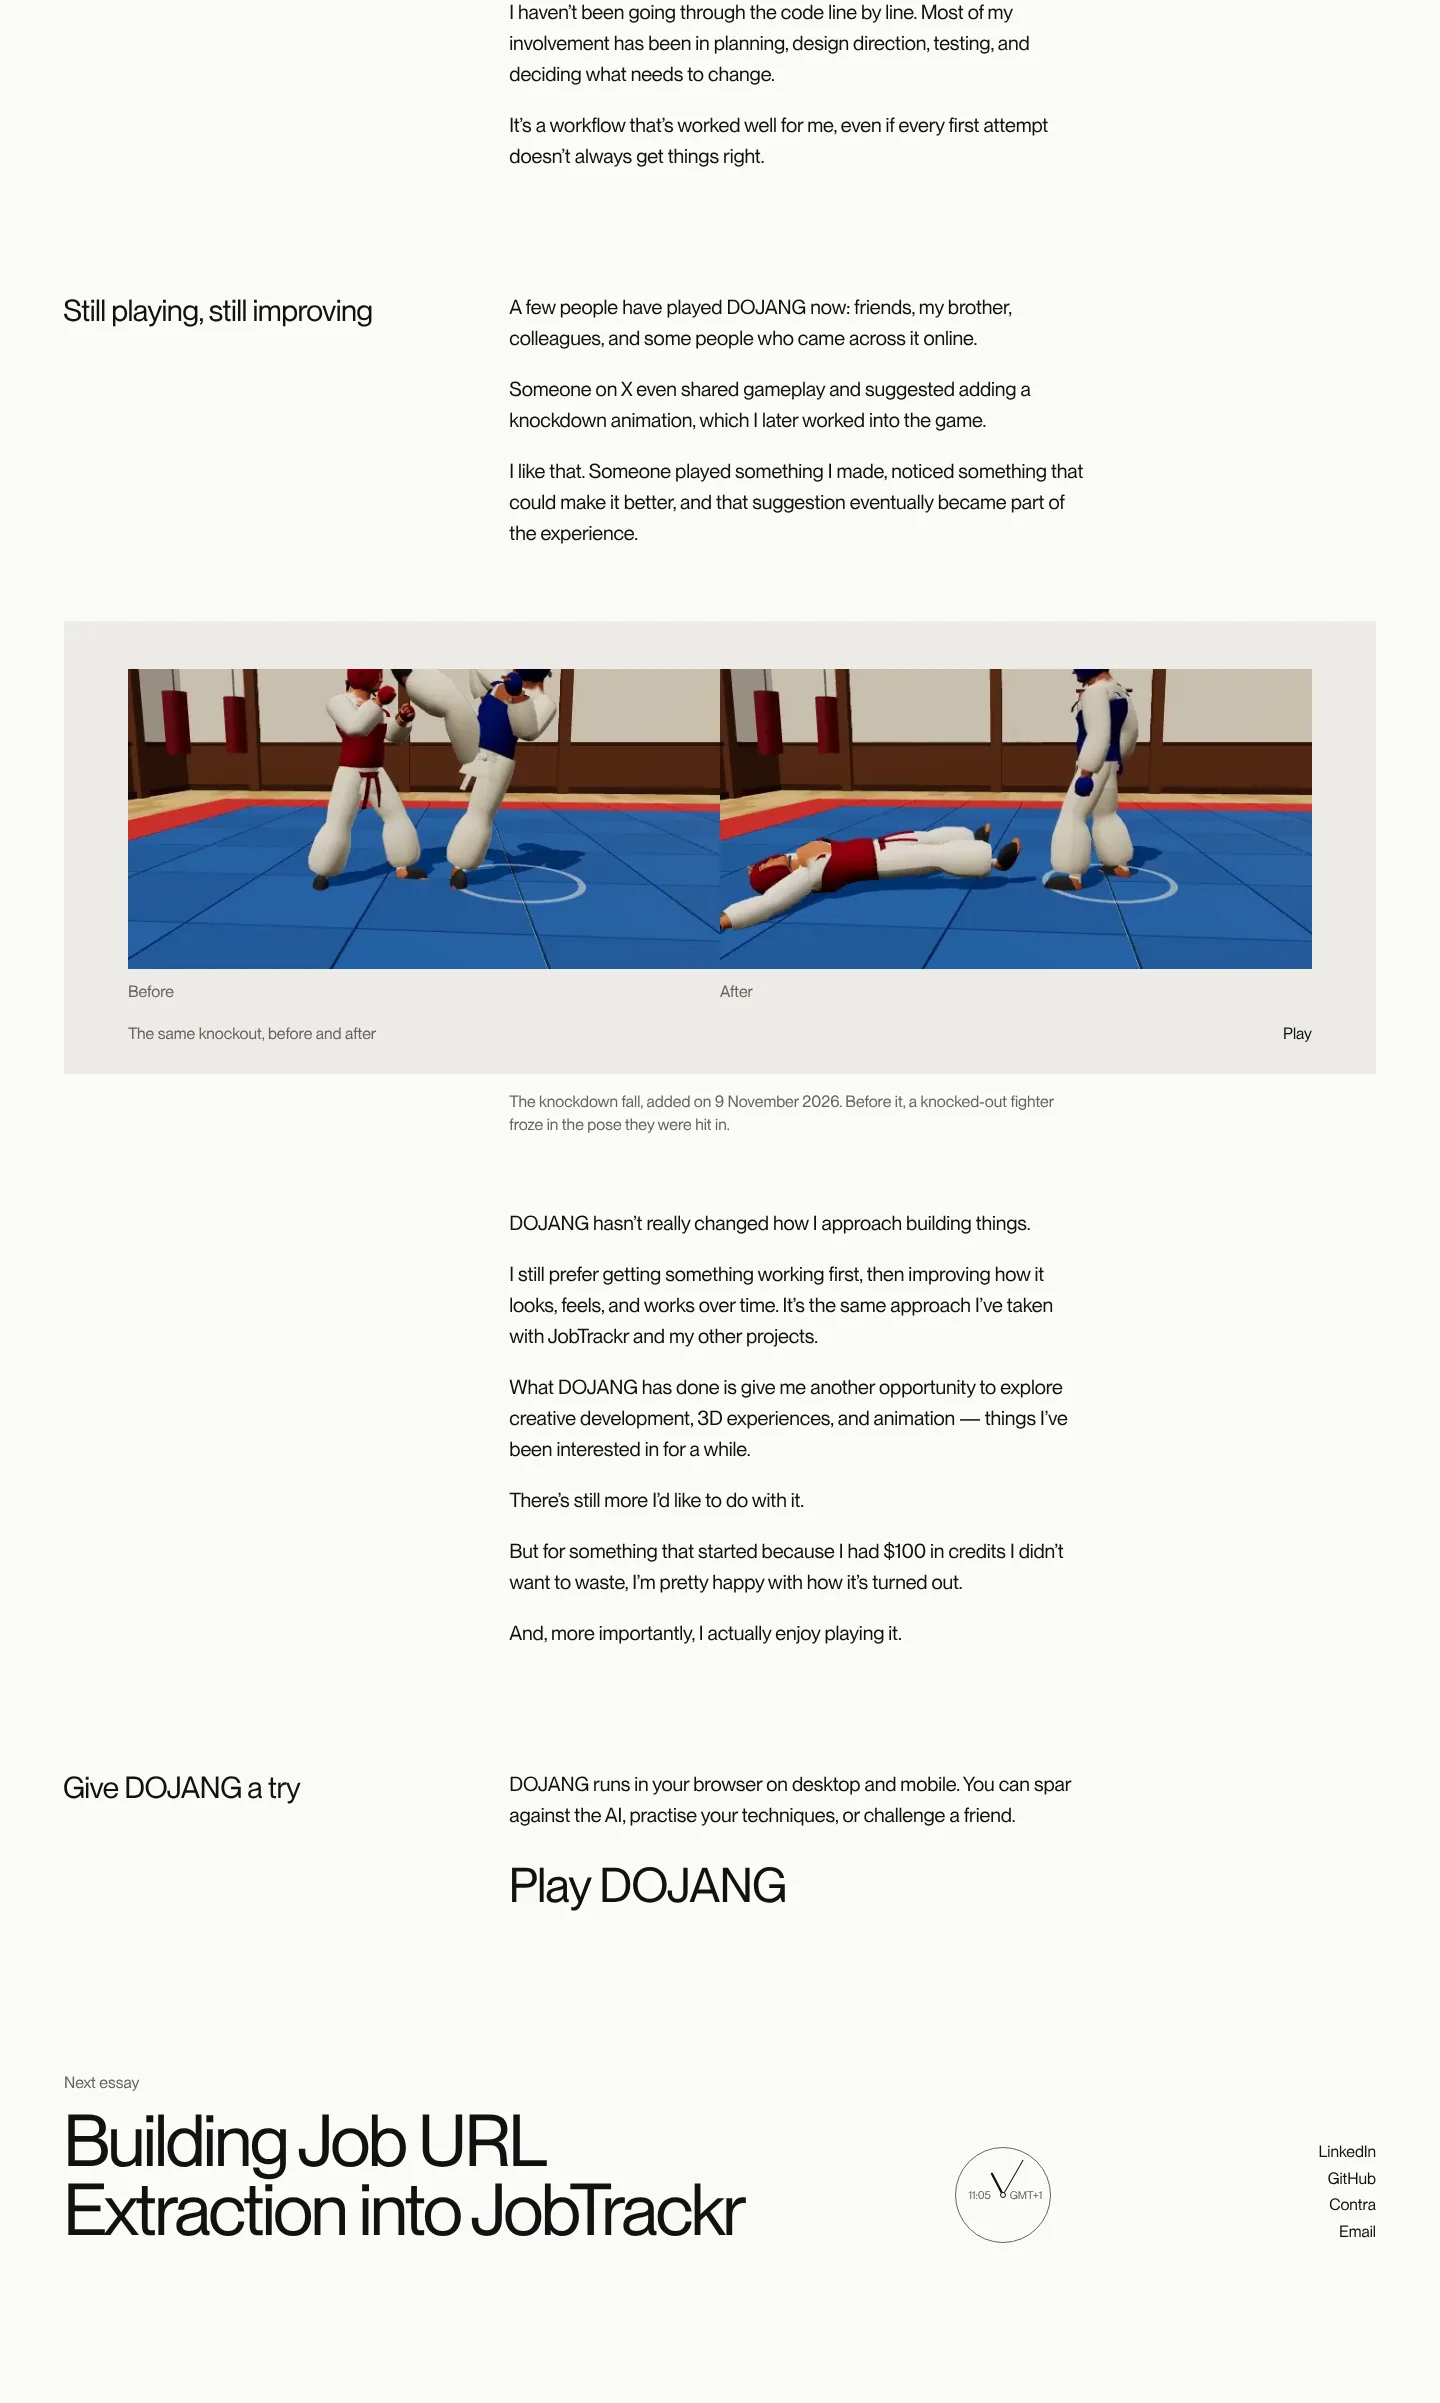 I haven’t been going through the code line by line. Most of my
involvement has been in planning, design direction, testing, and
deciding what needs to change.
It’s a workflow that’s worked well for me, even if every first attempt
doesn’t always get things right.
Still playing, still improving
A few people have played DOJANG now: friends, my brother,
colleagues, and some people who came across it online.
Someone on X even shared gameplay and suggested adding a
knockdown animation, which I later worked into the game.
I like that. Someone played something I made, noticed something that
could make it better, and that suggestion eventually became part of
the experience.
Before
After
The same knockout, before and after
Play
The knockdown fall, added on 9 November 2026. Before it, a knocked-out fighter
froze in the pose they were hit in.
DOJANG hasn’t really changed how I approach building things.
I still prefer getting something working first, then improving how it
looks, feels, and works over time. It’s the same approach I’ve taken
with JobTrackr and my other projects.
What DOJANG has done is give me another opportunity to explore
creative development, 3D experiences, and animation — things I’ve
been interested in for a while.
There’s still more I’d like to do with it.
But for something that started because I had $100 in credits I didn’t
want to waste, I’m pretty happy with how it’s turned out.
And, more importantly, I actually enjoy playing it.
Give DOJANG a try
DOJANG runs in your browser on desktop and mobile. You can spar
against the AI, practise your techniques, or challenge a friend.
Play DOJANG
Next essay
Building Job URL
Extraction into JobTrackr
11:05
GMT+1
LinkedIn
GitHub
Contra
Email